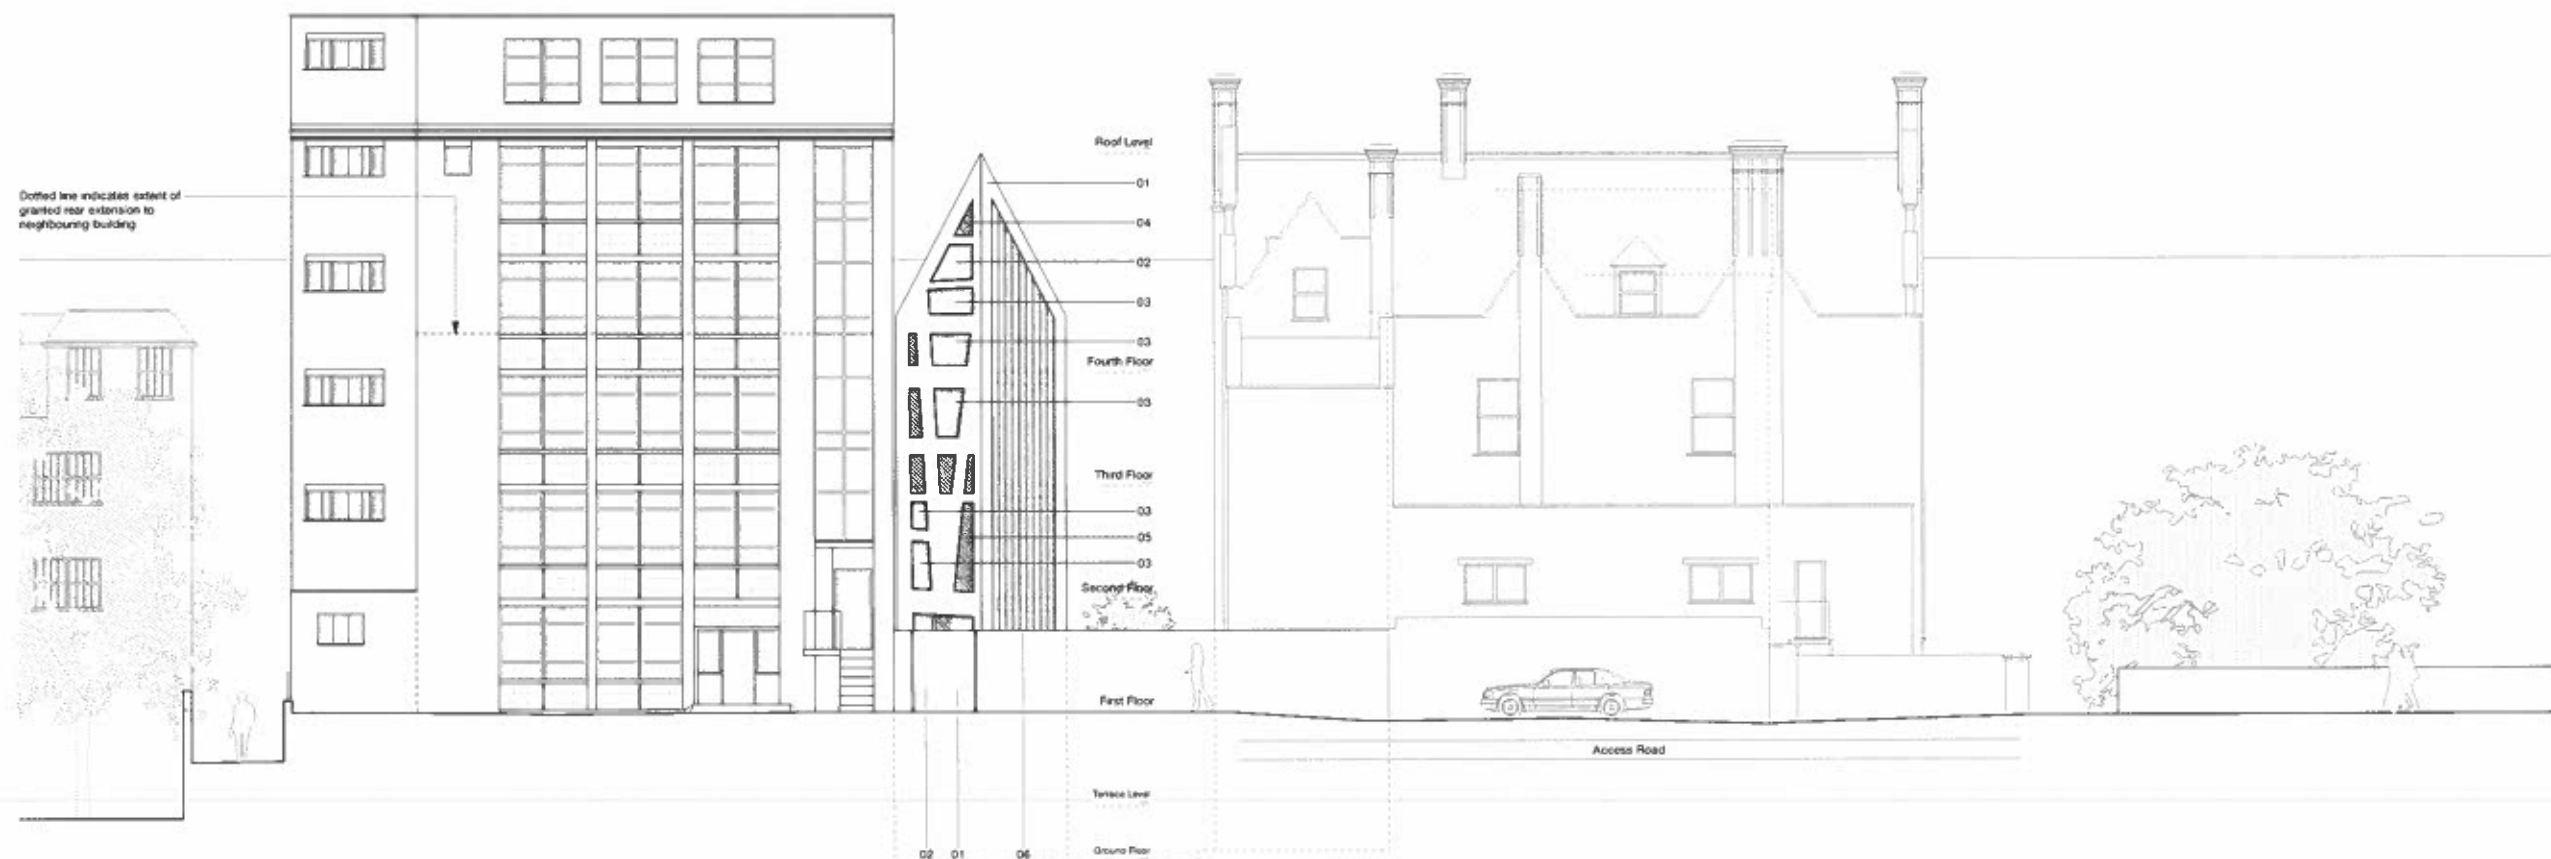 Dotted line indicates extent of
granted rear extension to
neighbouring building
Roof Level
01
04
02
03
03
Fourth Floor
03
Third Floor
03
05
03
Second Floor
First Floor
Access Road
Terrace Level
02 01 06
Ground Floor